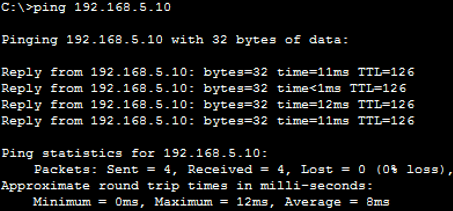 C:\>ping 192.168.5.10
Pinging 192.168.5.10 with 32 bytes of data:
Reply from 192.168.5.10: bytes=32 time=11ms TTL=126
Reply from 192.168.5.10: bytes=32 time<1ms TTL=126
Reply from 192.168.5.10: bytes=32 time=12ms TTL=126
Reply from 192.168.5.10: bytes=32 time=11ms TTL=126
Ping statistics for 192.168.5.10:
    Packets: Sent = 4, Received = 4, Lost = 0 (0% loss),
Approximate round trip times in milli-seconds:
    Minimum = 0ms, Maximum = 12ms, Average = 8ms